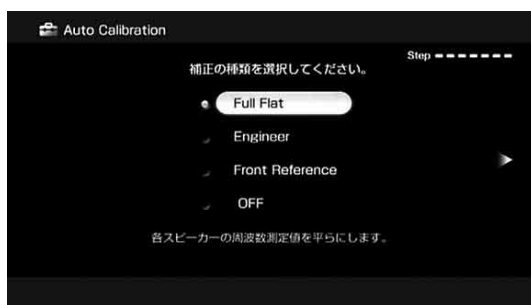 Auto Calibration
Step
補正の種類を選択してください。
Full Flat
Engineer
Front Reference
OFF
各スピーカーの周波数測定値を平らにします。